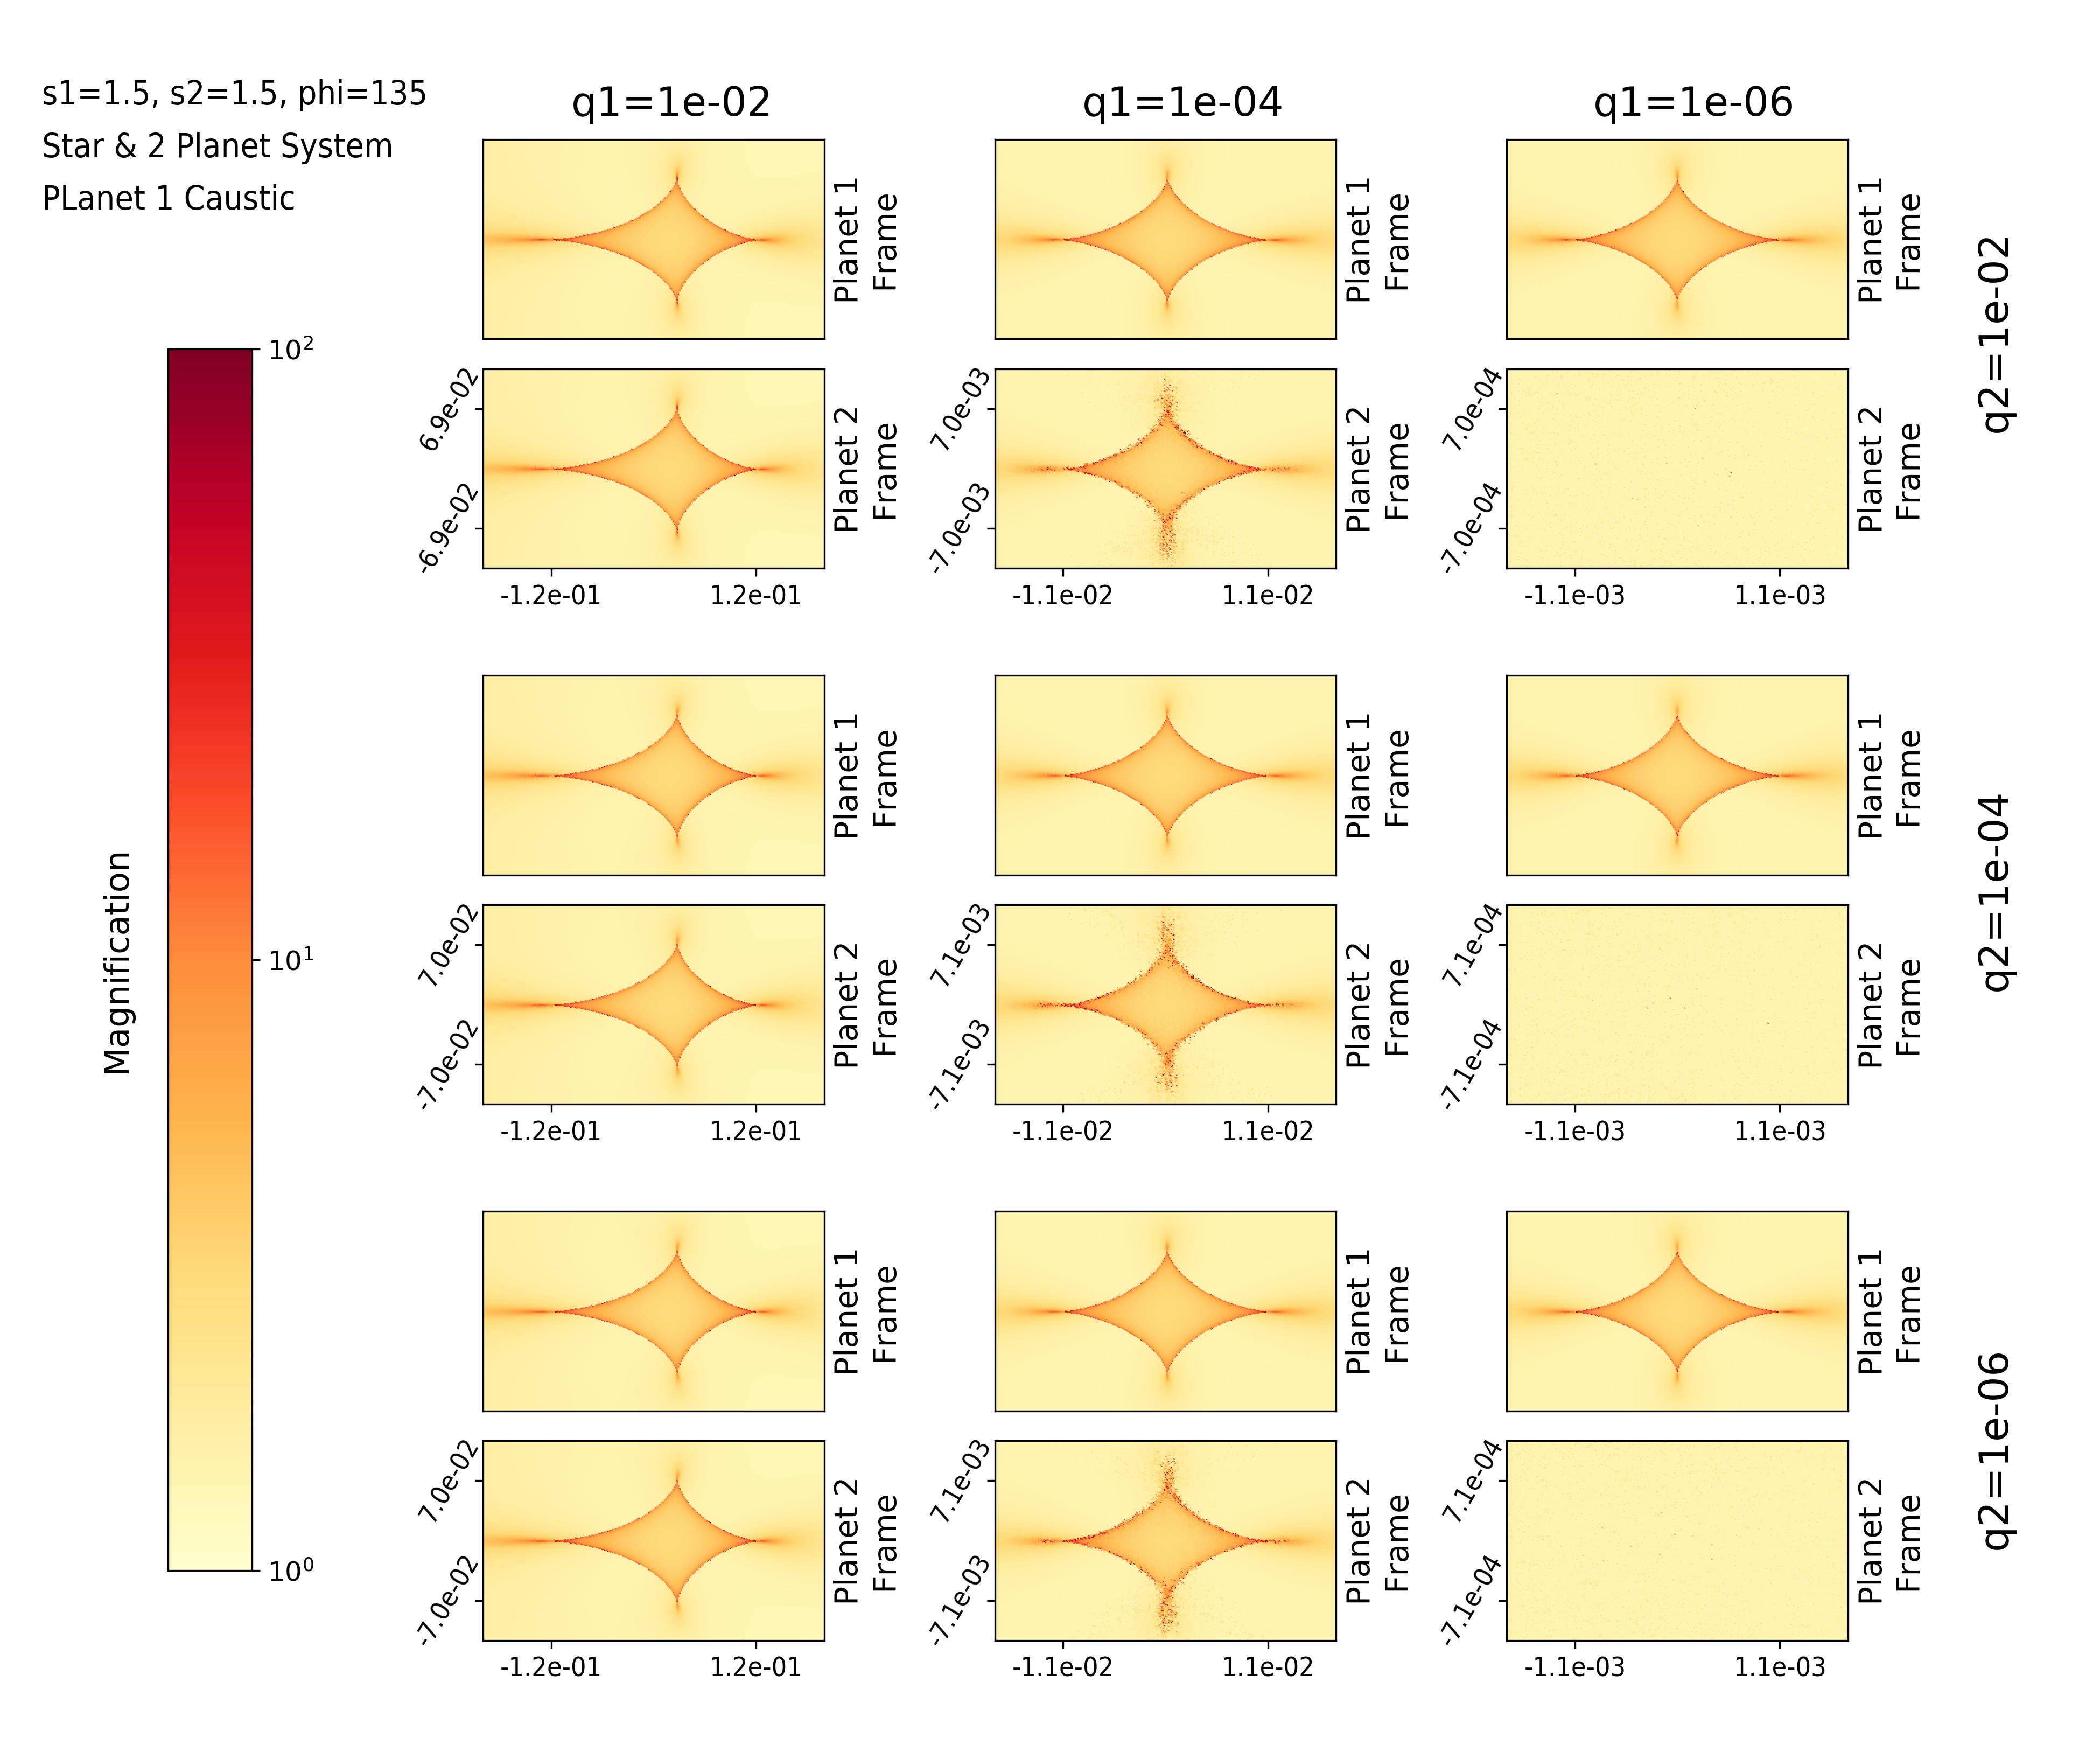 s1=1.5, s2=1.5, phi=135
Star & 2 Planet System
PLanet 1 Caustic
q1=1e-02
q1=1e-04
q1=1e-06
Magnification
10²
10¹
10⁰
Planet 1
Frame
Planet 1
Frame
Planet 1
Frame
q2=1e-02
6.9e-02
-6.9e-02
-1.2e-01
1.2e-01
Planet 2
Frame
7.0e-03
-7.0e-03
-1.1e-02
1.1e-02
Planet 2
Frame
7.0e-04
-7.0e-04
-1.1e-03
1.1e-03
Planet 2
Frame
Planet 1
Frame
Planet 1
Frame
Planet 1
Frame
q2=1e-04
7.0e-02
-7.0e-02
-1.2e-01
1.2e-01
Planet 2
Frame
7.1e-03
-7.1e-03
-1.1e-02
1.1e-02
Planet 2
Frame
7.1e-04
-7.1e-04
-1.1e-03
1.1e-03
Planet 2
Frame
Planet 1
Frame
Planet 1
Frame
Planet 1
Frame
q2=1e-06
7.0e-02
-7.0e-02
-1.2e-01
1.2e-01
Planet 2
Frame
7.1e-03
-7.1e-03
-1.1e-02
1.1e-02
Planet 2
Frame
7.1e-04
-7.1e-04
-1.1e-03
1.1e-03
Planet 2
Frame